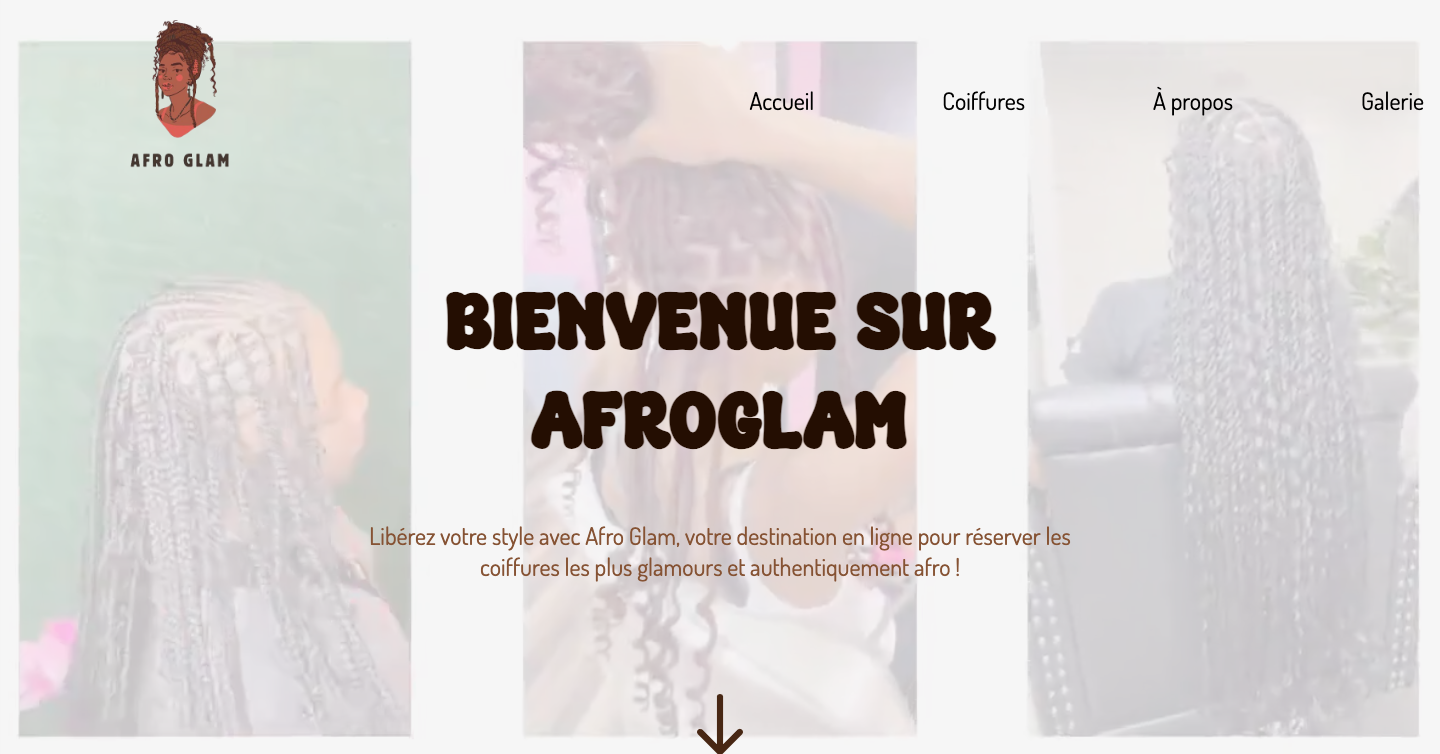 AFRO GLAM
Accueil
Coiffures
À propos
Galerie
BIENVENUE SUR
AFROGLAM
Libérez votre style avec Afro Glam, votre destination en ligne pour réserver les
coiffures les plus glamours et authentiquement afro !